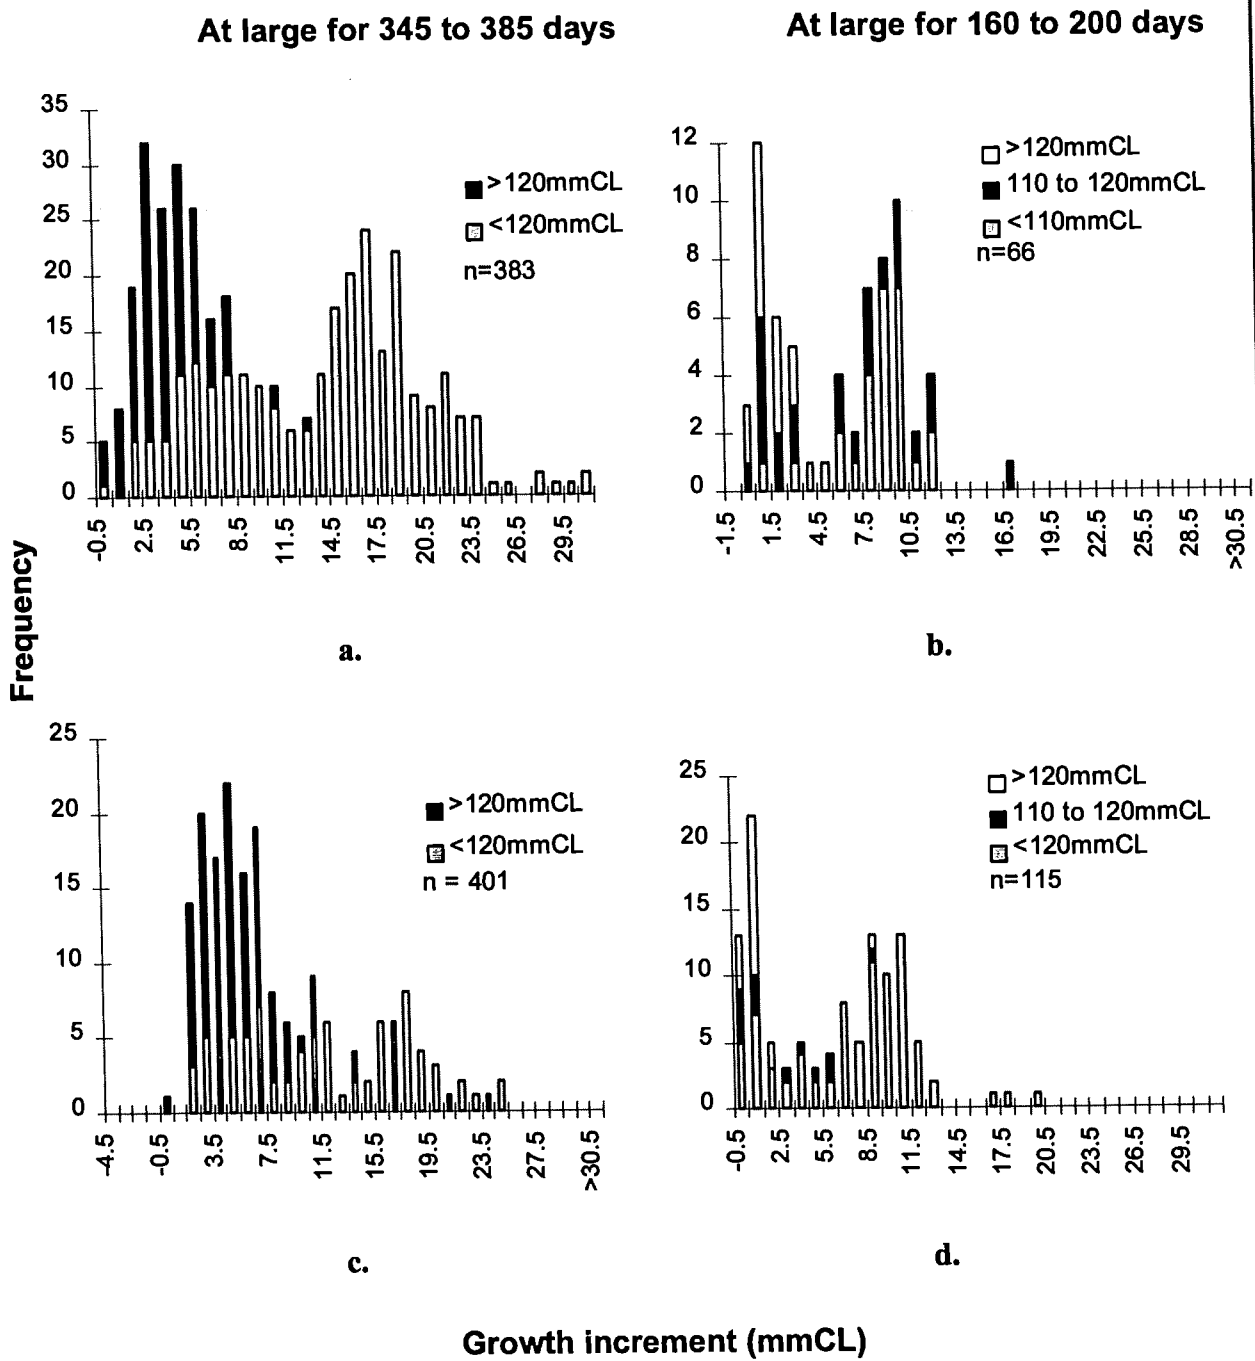 At large for 345 to 385 days
At large for 160 to 200 days
35
30
25
20
15
10
5
0
>120mmCL
<120mmCL
n=383
-0.5 2.5 5.5 8.5 11.5 14.5 17.5 20.5 23.5 26.5 29.5
a.
12
10
8
6
4
2
0
>120mmCL
110 to 120mmCL
<110mmCL
n=66
-1.5 1.5 4.5 7.5 10.5 13.5 16.5 19.5 22.5 25.5 28.5 >30.5
b.
Frequency
25
20
15
10
5
0
>120mmCL
<120mmCL
n = 401
-4.5 -0.5 3.5 7.5 11.5 15.5 19.5 23.5 27.5 >30.5
c.
25
20
15
10
5
0
>120mmCL
110 to 120mmCL
<120mmCL
n=115
-0.5 2.5 5.5 8.5 11.5 14.5 17.5 20.5 23.5 26.5 29.5
d.
Growth increment (mmCL)